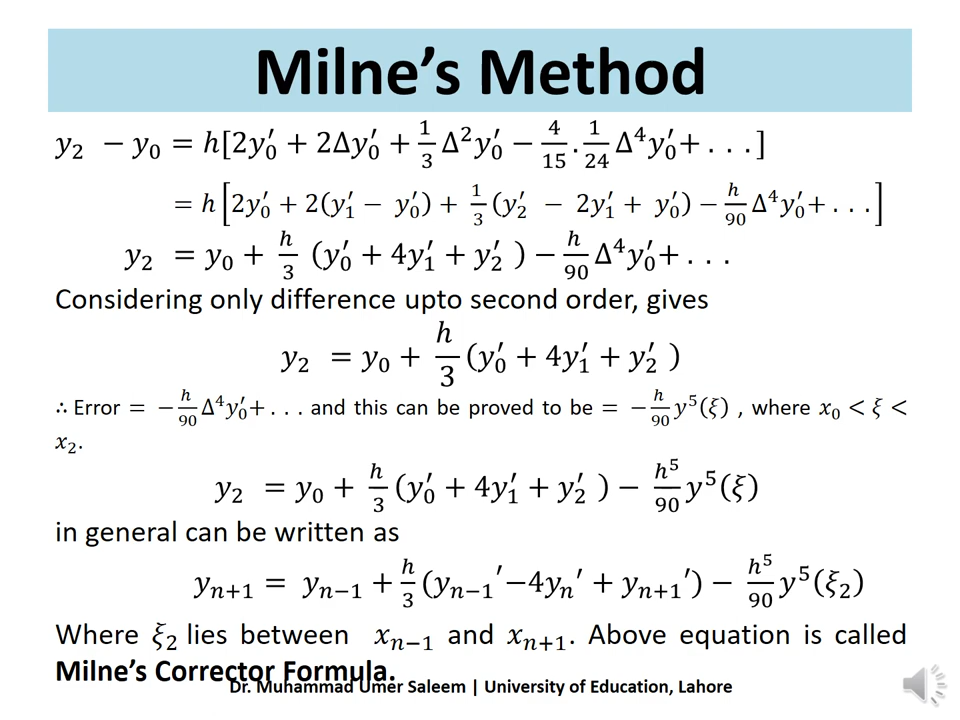 Milne's Method
y₂ − y₀ = h[2y₀′ + 2Δy₀′ + 1/3 Δ²y₀′ − 4/15 . 1/24 Δ⁴y₀′+ . . . ]
= h[2y₀′ + 2(y₁′ − y₀′) + 1/3 (y₂′ − 2y₁′ + y₀′) − h/90 Δ⁴y₀′+ . . . ]
y₂ = y₀ + h/3 (y₀′ + 4y₁′ + y₂′ ) − h/90 Δ⁴y₀′+ . . .
Considering only difference upto second order, gives
y₂ = y₀ + h/3 (y₀′ + 4y₁′ + y₂′ )
∴ Error = − h/90 Δ⁴y₀′+ . . . and this can be proved to be = − h/90 y⁵(ξ) , where x₀ < ξ <
x₂.
y₂ = y₀ + h/3 (y₀′ + 4y₁′ + y₂′ ) − h⁵/90 y⁵(ξ)
in general can be written as
yₙ₊₁ = yₙ₋₁ + h/3 (yₙ₋₁′−4yₙ′ + yₙ₊₁′) − h⁵/90 y⁵(ξ₂)
Where ξ₂ lies between xₙ₋₁ and xₙ₊₁. Above equation is called
Milne's Corrector Formula.
Dr. Muhammad Umer Saleem | University of Education, Lahore